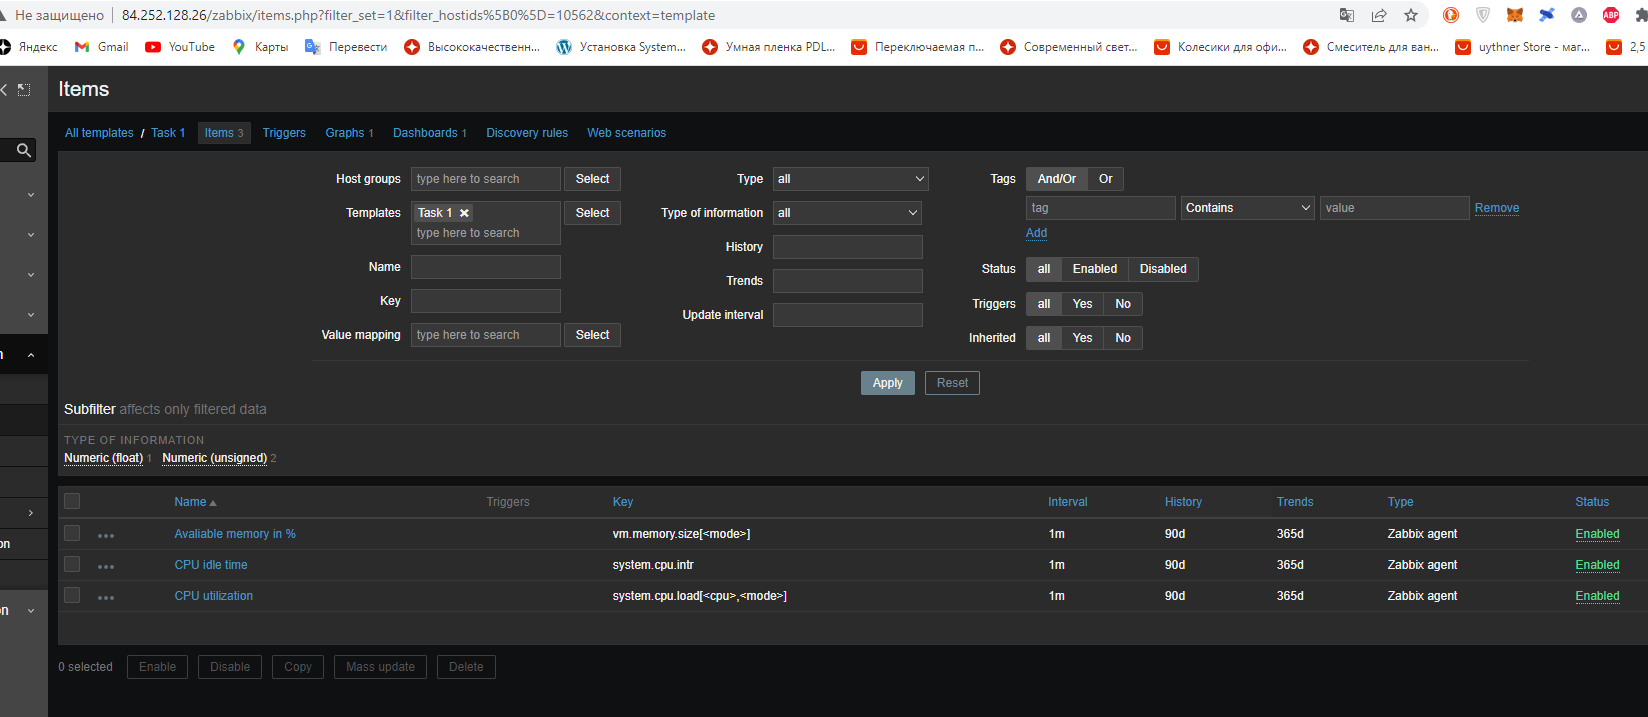 Не защищено 84.252.128.26/zabbix/items.php?filter_set=1&filter_hostids%5B0%5D=10562&context=template
Яндекс Gmail YouTube Карты Перевести Высококачественн... Установка System... Умная пленка PDL... Переключаемая п... Современный свет... Колесики для офи... Смеситель для ван... uythner Store - маг... 2,5
Items
All templates / Task 1 Items 3 Triggers Graphs 1 Dashboards 1 Discovery rules Web scenarios
Host groups type here to search Select Type all Tags And/Or Or
Templates Task 1 Select Type of information all tag Contains value Remove
type here to search Add
Name History
Status all Enabled Disabled
Key Trends Triggers all Yes No
Value mapping type here to search Select Update interval Inherited all Yes No
Apply Reset
Subfilter affects only filtered data
TYPE OF INFORMATION
Numeric (float) 1 Numeric (unsigned) 2
Name Triggers Key Interval History Trends Type Status
Avaliable memory in % vm.memory.size[<mode>] 1m 90d 365d Zabbix agent Enabled
CPU idle time system.cpu.intr 1m 90d 365d Zabbix agent Enabled
CPU utilization system.cpu.load[<cpu>,<mode>] 1m 90d 365d Zabbix agent Enabled
0 selected Enable Disable Copy Mass update Delete